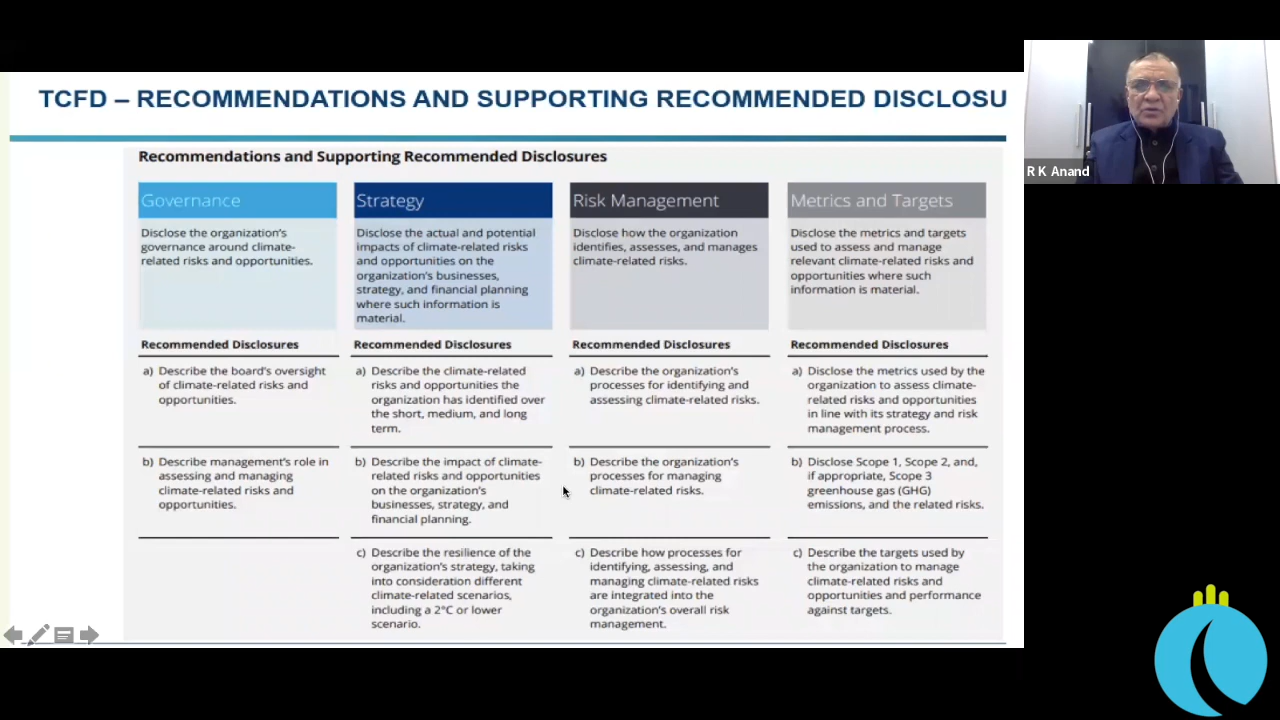 TCFD – RECOMMENDATIONS AND SUPPORTING RECOMMENDED DISCLOSU
R K Anand
Recommendations and Supporting Recommended Disclosures
Governance
Disclose the organization's
governance around climate-
related risks and opportunities.
Recommended Disclosures
a) Describe the board's oversight
of climate-related risks and
opportunities.
b) Describe management's role in
assessing and managing
climate-related risks and
opportunities.
Strategy
Disclose the actual and potential
impacts of climate-related risks
and opportunities on the
organization's businesses,
strategy, and financial planning
where such information is
material.
Recommended Disclosures
a) Describe the climate-related
risks and opportunities the
organization has identified over
the short, medium, and long
term.
b) Describe the impact of climate-
related risks and opportunities
on the organization's
businesses, strategy, and
financial planning.
c) Describe the resilience of the
organization's strategy, taking
into consideration different
climate-related scenarios,
including a 2°C or lower
scenario.
Risk Management
Disclose how the organization
identifies, assesses, and manages
climate-related risks.
Recommended Disclosures
a) Describe the organization's
processes for identifying and
assessing climate-related risks.
b) Describe the organization's
processes for managing
climate-related risks.
c) Describe how processes for
identifying, assessing, and
managing climate-related risks
are integrated into the
organization's overall risk
management.
Metrics and Targets
Disclose the metrics and targets
used to assess and manage
relevant climate-related risks and
opportunities where such
information is material.
Recommended Disclosures
a) Disclose the metrics used by the
organization to assess climate-
related risks and opportunities
in line with its strategy and risk
management process.
b) Disclose Scope 1, Scope 2, and,
if appropriate, Scope 3
greenhouse gas (GHG)
emissions, and the related risks.
c) Describe the targets used by
the organization to manage
climate-related risks and
opportunities and performance
against targets.